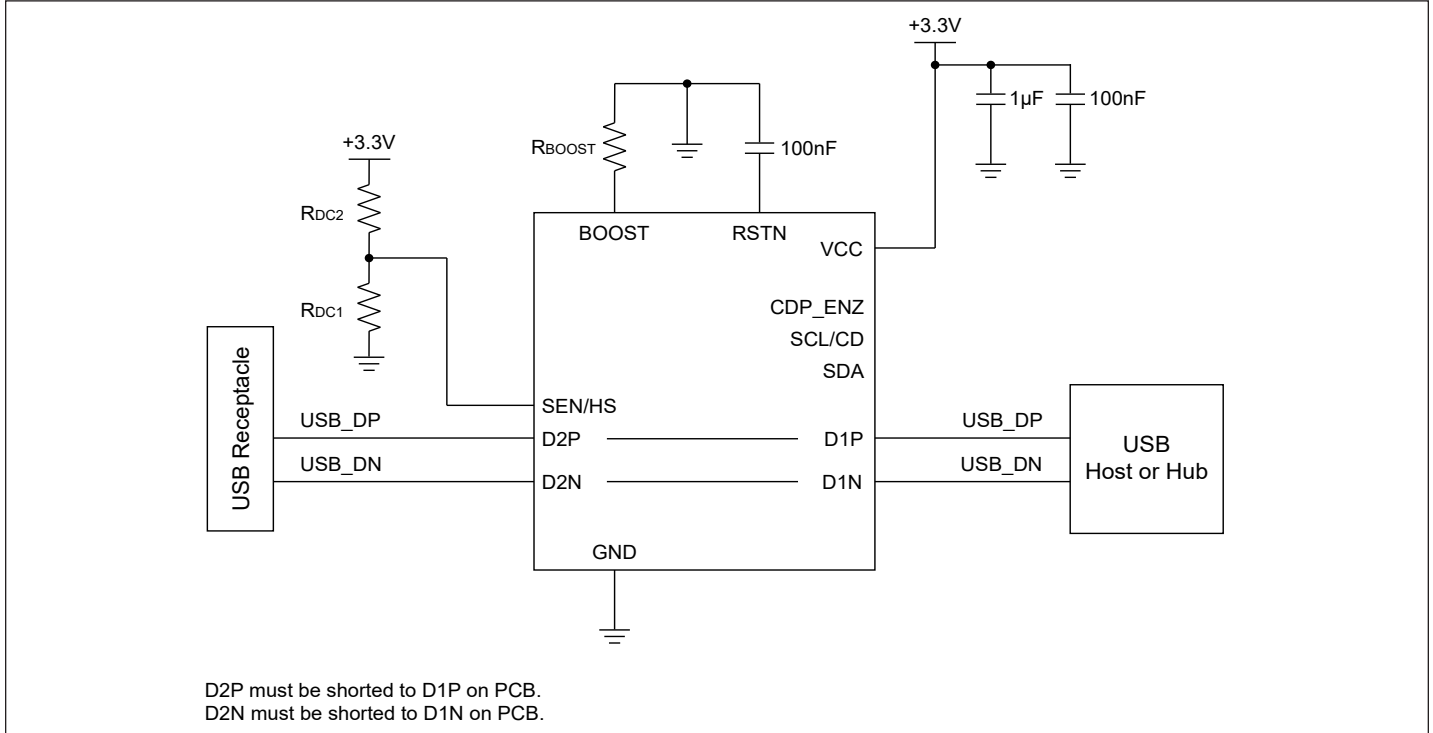 +3.3V
1µF
100nF
+3.3V
RBOOST
100nF
RDC2
BOOST
RSTN
VCC
RDC1
CDP_ENZ
SCL/CD
SDA
USB Receptacle
SEN/HS
USB_DP
D2P
D1P
USB_DP
USB_DN
D2N
D1N
USB_DN
USB
Host or Hub
GND
D2P must be shorted to D1P on PCB.
D2N must be shorted to D1N on PCB.